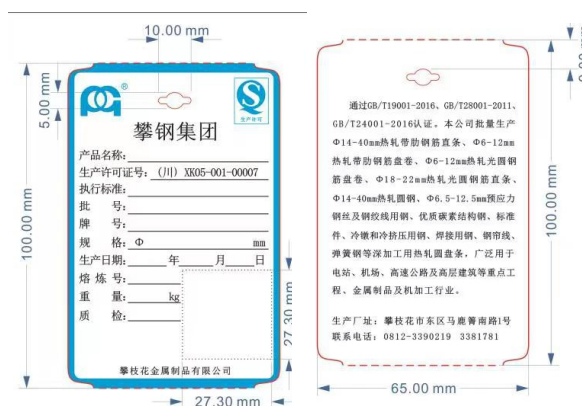 10.00 mm
5.00 mm
100.00 mm
PG®
生产许可
攀钢集团
产品名称:
生产许可证号: (川) XK05-001-00007
执行标准:
批 号:
牌 号:
规 格: Φ mm
生产日期: 年 月 日
熔炼号:
重 量: kg
质 检:
27.30 mm
攀枝花金属制品有限公司
27.30 mm
通过GB/T19001-2016、GB/T28001-2011、
GB/T24001-2016认证。本公司批量生产
Φ14-40mm热轧带肋钢筋直条、Φ6-12mm
热轧带肋钢筋盘卷、Φ6-12mm热轧光圆钢
筋盘卷、Φ18-22mm热轧光圆钢筋直条、
Φ14-40mm热轧圆钢、Φ6.5-12.5mm预应力
钢丝及钢绞线用钢、优质碳素结构钢、标准
件、冷镦和冷挤压用钢、焊接用钢、钢帘线、
弹簧钢等深加工用热轧圆盘条，广泛用于
电站、机场、高速公路及高层建筑等重点工
程、金属制品及机加工行业。
生产厂址: 攀枝花市东区马鹿箐南路1号
联系电话: 0812-3390219 3381781
100.00 mm
65.00 mm